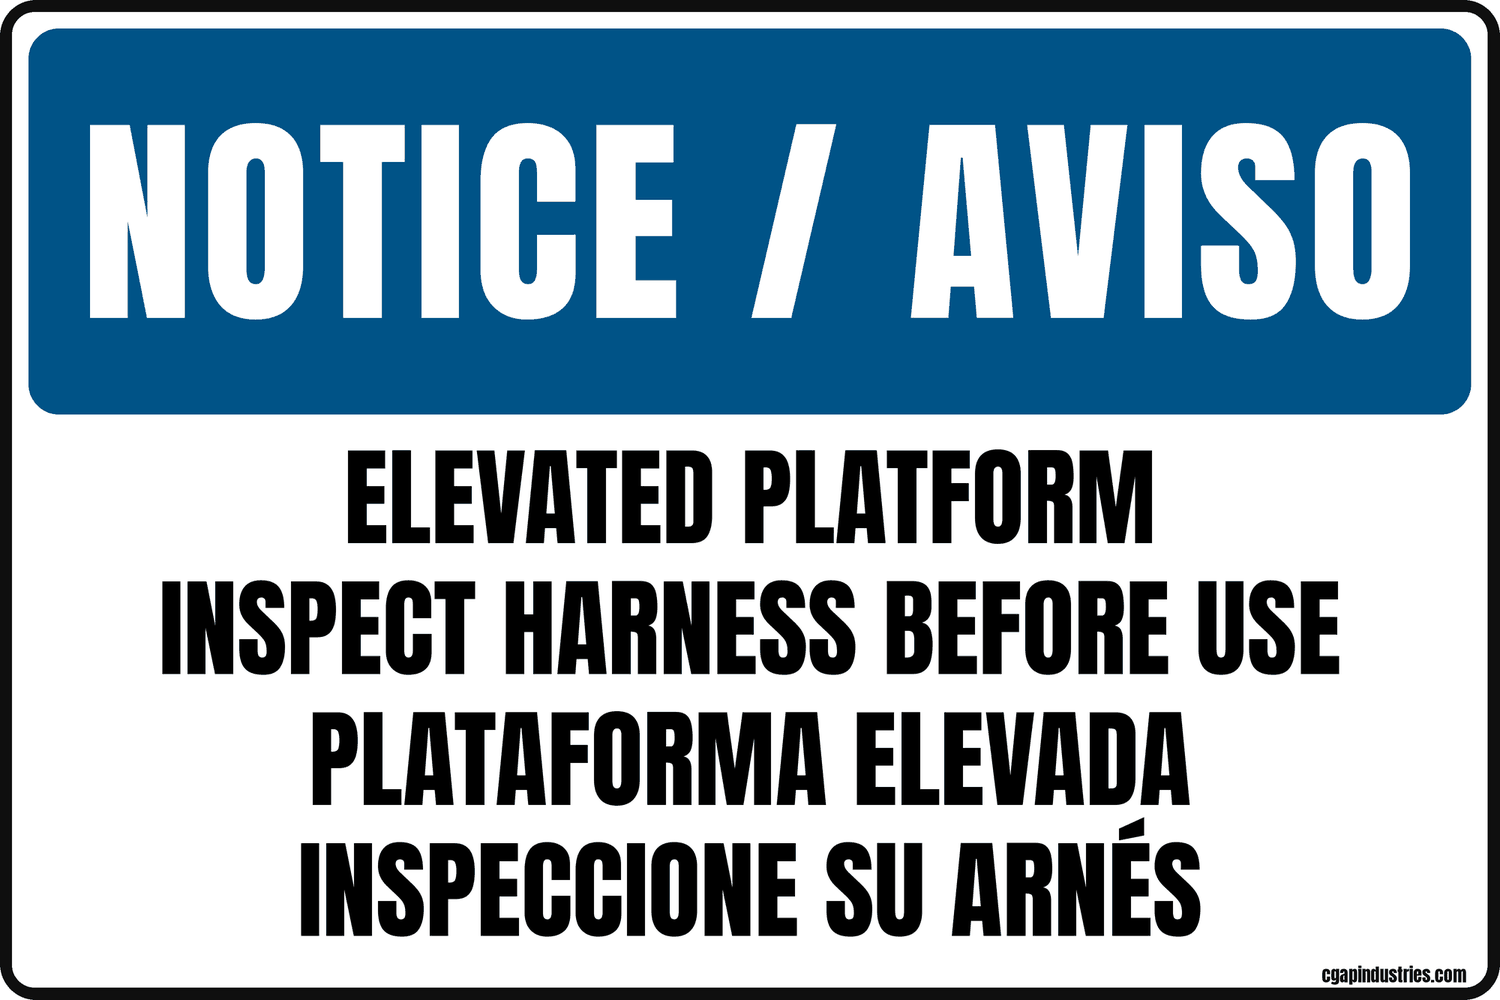 NOTICE / AVISO
ELEVATED PLATFORM
INSPECT HARNESS BEFORE USE
PLATAFORMA ELEVADA
INSPECCIONE SU ARNÉS
cgapindustries.com